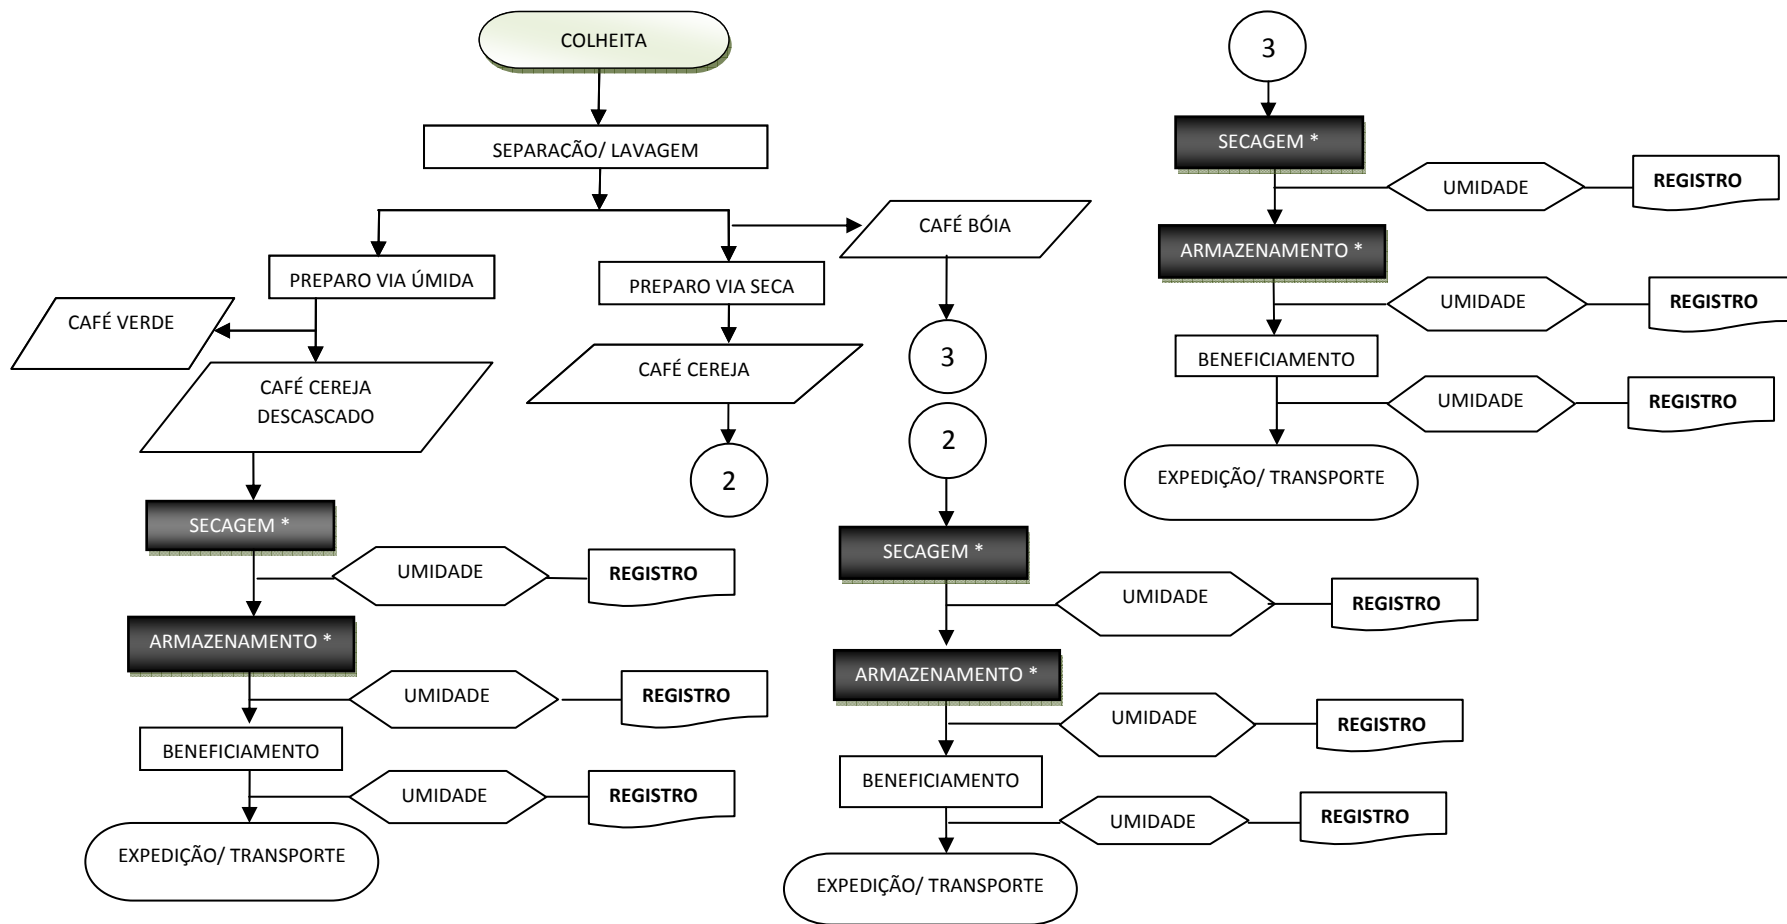 COLHEITA
SEPARAÇÃO/ LAVAGEM
PREPARO VIA ÚMIDA
PREPARO VIA SECA
CAFÉ BÓIA
CAFÉ VERDE
CAFÉ CEREJA
DESCASCADO
CAFÉ CEREJA
3
2
SECAGEM *
UMIDADE
REGISTRO
ARMAZENAMENTO *
UMIDADE
REGISTRO
BENEFICIAMENTO
UMIDADE
REGISTRO
EXPEDIÇÃO/ TRANSPORTE
2
SECAGEM *
UMIDADE
REGISTRO
ARMAZENAMENTO *
UMIDADE
REGISTRO
BENEFICIAMENTO
UMIDADE
REGISTRO
EXPEDIÇÃO/ TRANSPORTE
3
SECAGEM *
UMIDADE
REGISTRO
ARMAZENAMENTO *
UMIDADE
REGISTRO
BENEFICIAMENTO
UMIDADE
REGISTRO
EXPEDIÇÃO/ TRANSPORTE